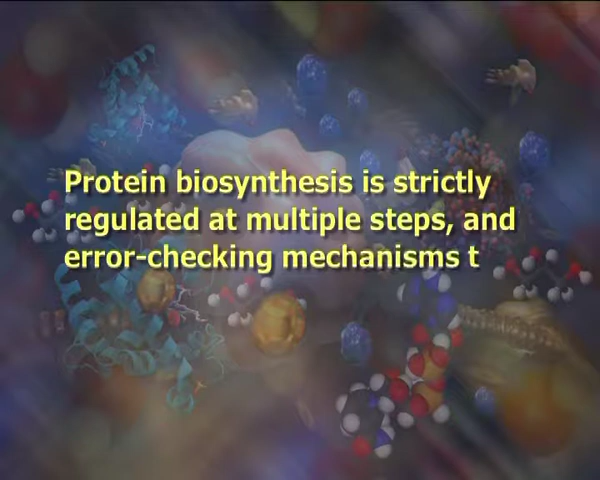 Protein biosynthesis is strictly
regulated at multiple steps, and
error-checking mechanisms t